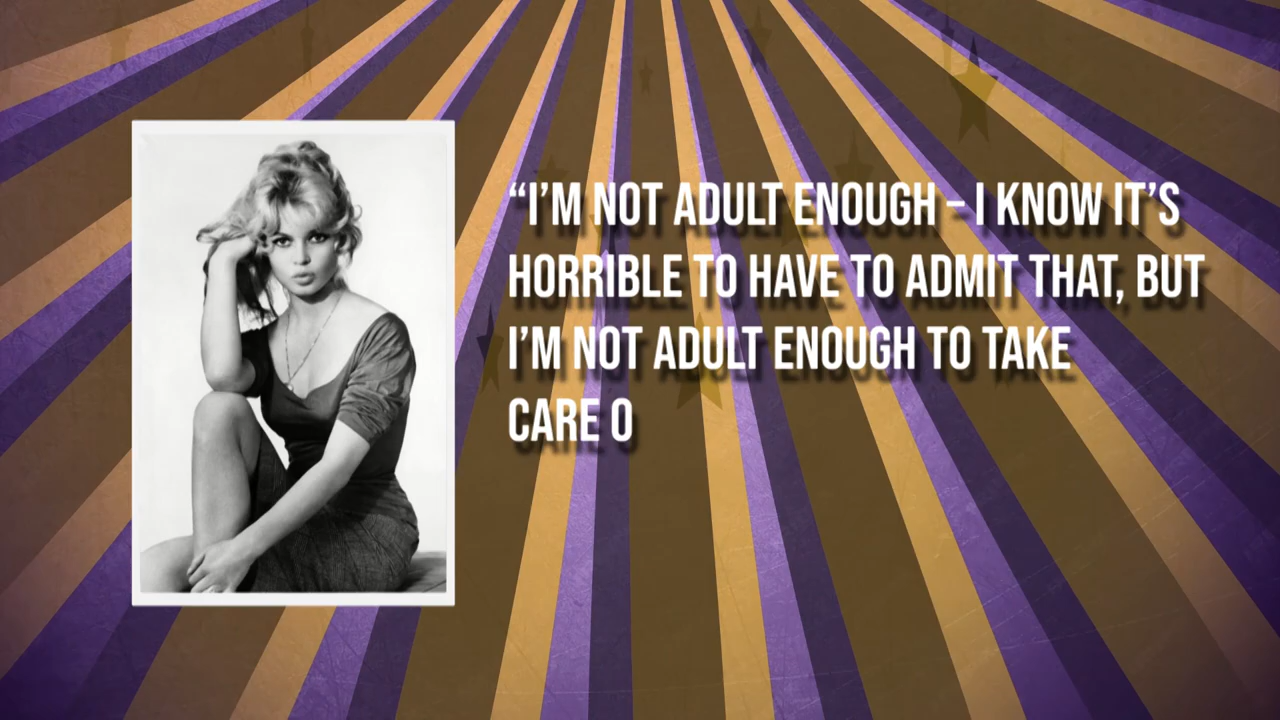 “I’M NOT ADULT ENOUGH – I KNOW IT’S
HORRIBLE TO HAVE TO ADMIT THAT, BUT
I’M NOT ADULT ENOUGH TO TAKE
CARE O